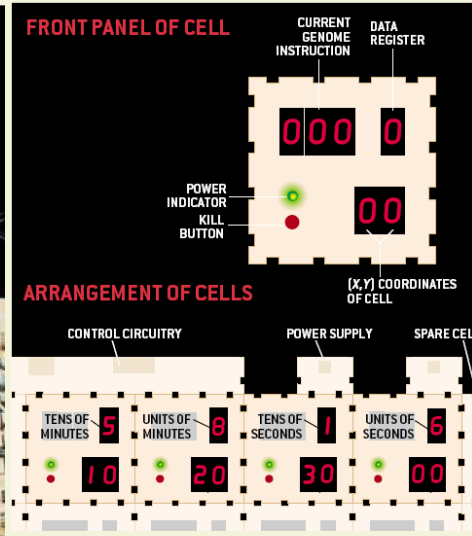 FRONT PANEL OF CELL
CURRENT
GENOME
INSTRUCTION
DATA
REGISTER
000 0
POWER
INDICATOR
KILL
BUTTON
00
(X,Y) COORDINATES
OF CELL
ARRANGEMENT OF CELLS
CONTROL CIRCUITRY POWER SUPPLY SPARE CEL
TENS OF
MINUTES
5
UNITS OF
MINUTES
8
TENS OF
SECONDS
1
UNITS OF
SECONDS
6
10 20 30 00